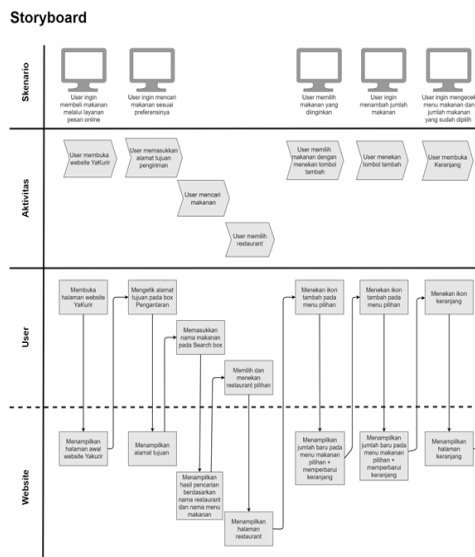 Storyboard
Skenario
User ingin
membeli makanan
melalui layanan
pesan online
User ingin mencari
makanan sesuai
preferensinya
User memilih
makanan yang
diinginkan
User ingin
menambah jumlah
makanan
User ingin mengecek
menu makanan dan
jumlah makanan
yang sudah dipilih
Aktivitas
User membuka
website YaKurir
User memasukkan
alamat tujuan
pengiriman
User mencari
makanan
User memilih
restaurant
User memilih
makanan dengan
menekan tombol
tambah
User menekan
tombol tambah
User membuka
Keranjang
User
Membuka
halaman website
YaKurir
Mengetik alamat
tujuan pada box
Pengantaran
Memasukkan
nama makanan
pada Search box
Memilih dan
menekan
restaurant pilihan
Menekan ikon
tambah pada
menu pilihan
Menekan ikon
tambah pada
menu pilihan
Menekan ikon
keranjang
Website
Menampilkan
halaman awal
website Yakurir
Menampilkan
alamat tujuan
Menampilkan
hasil pencarian
berdasarkan
nama restaurant
dan nama menu
makanan
Menampilkan
halaman
restaurant
Menampilkan
jumlah baru pada
menu makanan
pilihan +
memperbarui
keranjang
Menampilkan
jumlah baru pada
menu makanan
pilihan +
memperbarui
keranjang
Menampilkan
halaman
keranjang